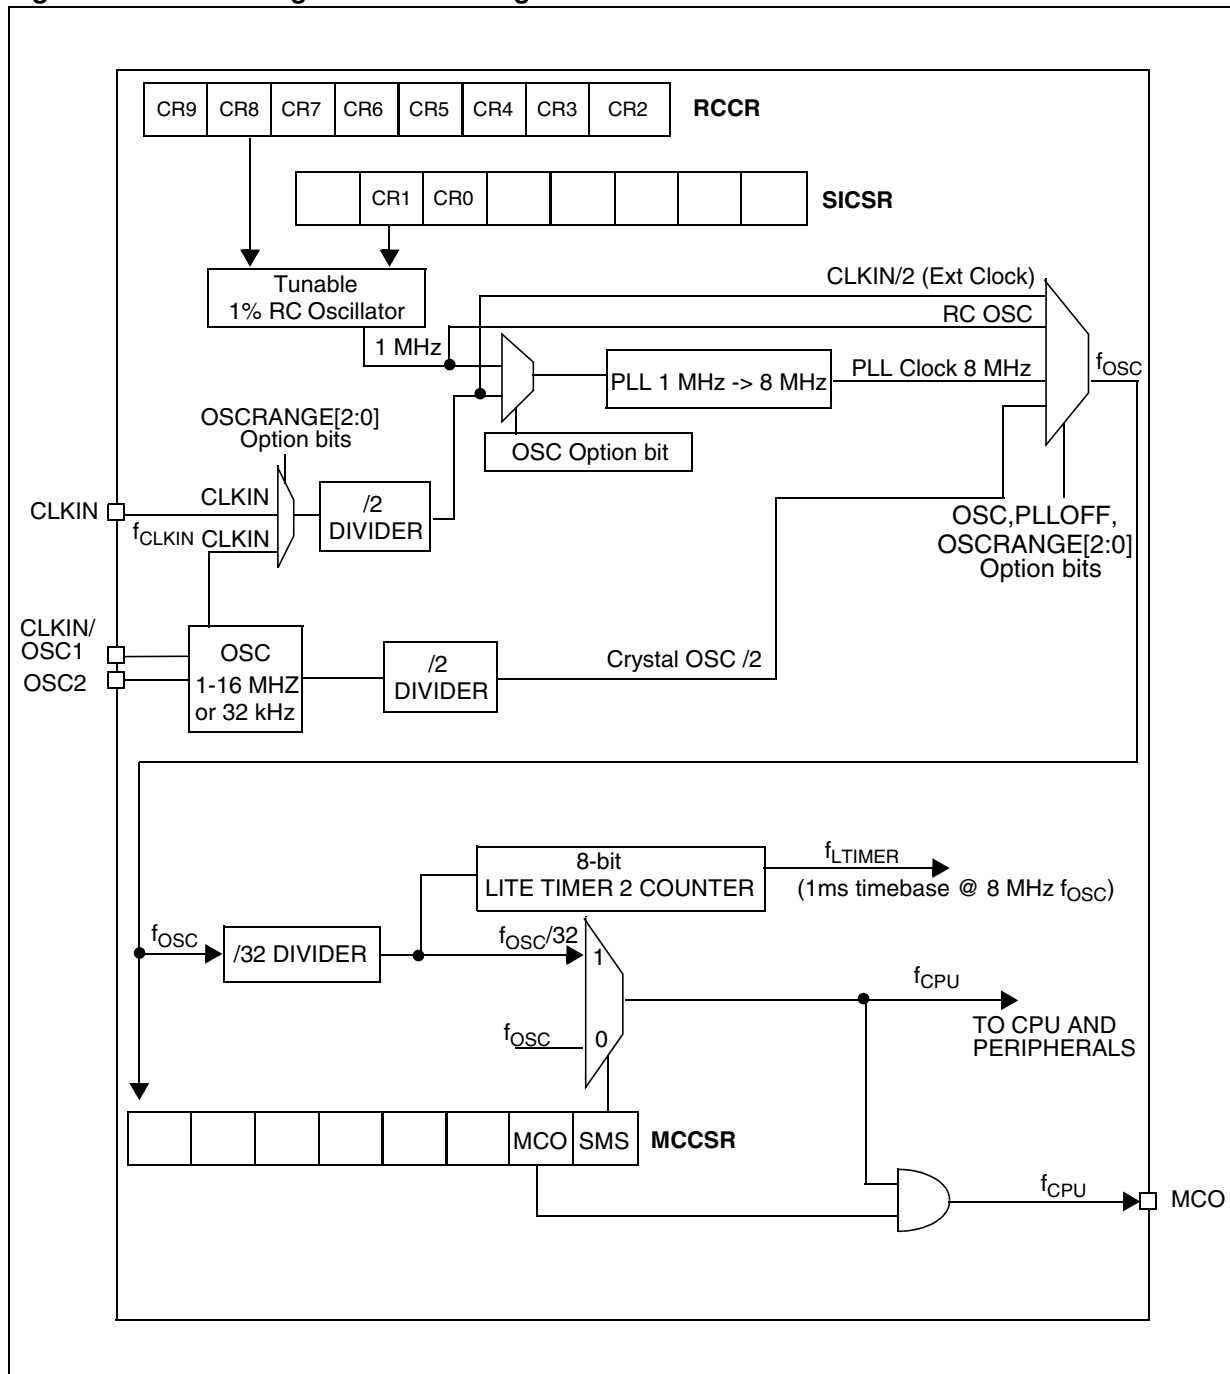 CR9 CR8 CR7 CR6 CR5 CR4 CR3 CR2 RCCR
CR1 CR0 SICSR
Tunable
1% RC Oscillator
CLKIN/2 (Ext Clock)
RC OSC
1 MHz
PLL 1 MHz -> 8 MHz
PLL Clock 8 MHz
fOSC
OSCRANGE[2:0]
Option bits
OSC Option bit
CLKIN
CLKIN
fCLKIN CLKIN
/2
DIVIDER
OSC,PLLOFF,
OSCRANGE[2:0]
Option bits
CLKIN/
OSC1
OSC2
OSC
1-16 MHZ
or 32 kHz
/2
DIVIDER
Crystal OSC /2
8-bit
LITE TIMER 2 COUNTER
fLTIMER
(1ms timebase @ 8 MHz fOSC)
fOSC
/32 DIVIDER
fOSC/32
1
fCPU
TO CPU AND
PERIPHERALS
fOSC
0
MCO SMS MCCSR
fCPU
MCO